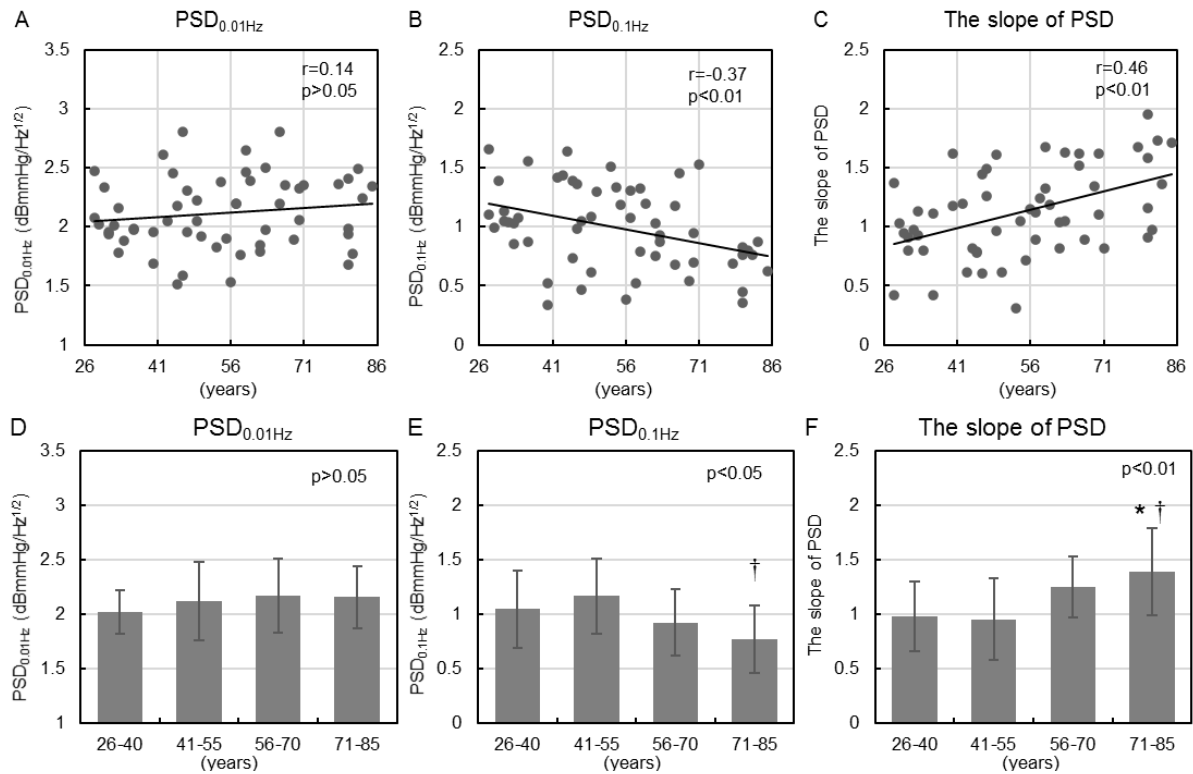 A
PSD0.01Hz
PSD0.01Hz (dBmmHg/Hz1/2)
3.5
3
2.5
2
1.5
1
r=0.14
p>0.05
26 41 56 71 86
(years)
B
PSD0.1Hz
PSD0.1Hz (dBmmHg/Hz1/2)
2.5
2
1.5
1
0.5
0
r=-0.37
p<0.01
26 41 56 71 86
(years)
C
The slope of PSD
The slope of PSD
2.5
2
1.5
1
0.5
0
r=0.46
p<0.01
26 41 56 71 86
(years)
D
PSD0.01Hz
PSD0.01Hz (dBmmHg/Hz1/2)
3.5
3
2.5
2
1.5
1
p>0.05
26-40 41-55 56-70 71-85
(years)
E
PSD0.1Hz
PSD0.1Hz (dBmmHg/Hz1/2)
2.5
2
1.5
1
0.5
0
p<0.05
†
26-40 41-55 56-70 71-85
(years)
F
The slope of PSD
The slope of PSD
2.5
2
1.5
1
0.5
0
p<0.01
* †
26-40 41-55 56-70 71-85
(years)